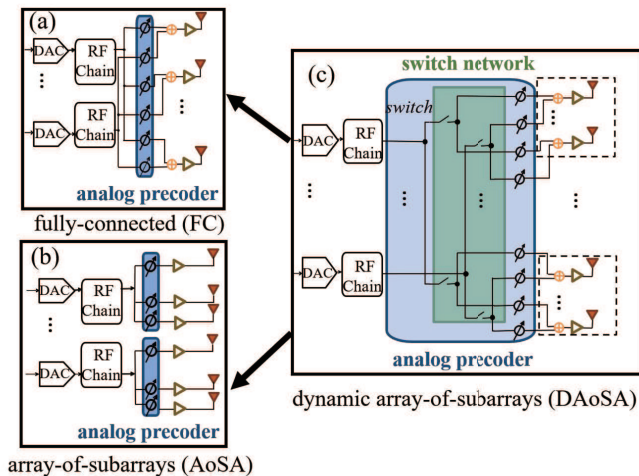 (a)
DAC
RF
Chain
DAC
RF
Chain
analog precoder
fully-connected (FC)
(b)
DAC
RF
Chain
DAC
RF
Chain
analog precoder
array-of-subarrays (AoSA)
switch network
(c)
switch
DAC
RF
Chain
DAC
RF
Chain
analog precoder
dynamic array-of-subarrays (DAoSA)